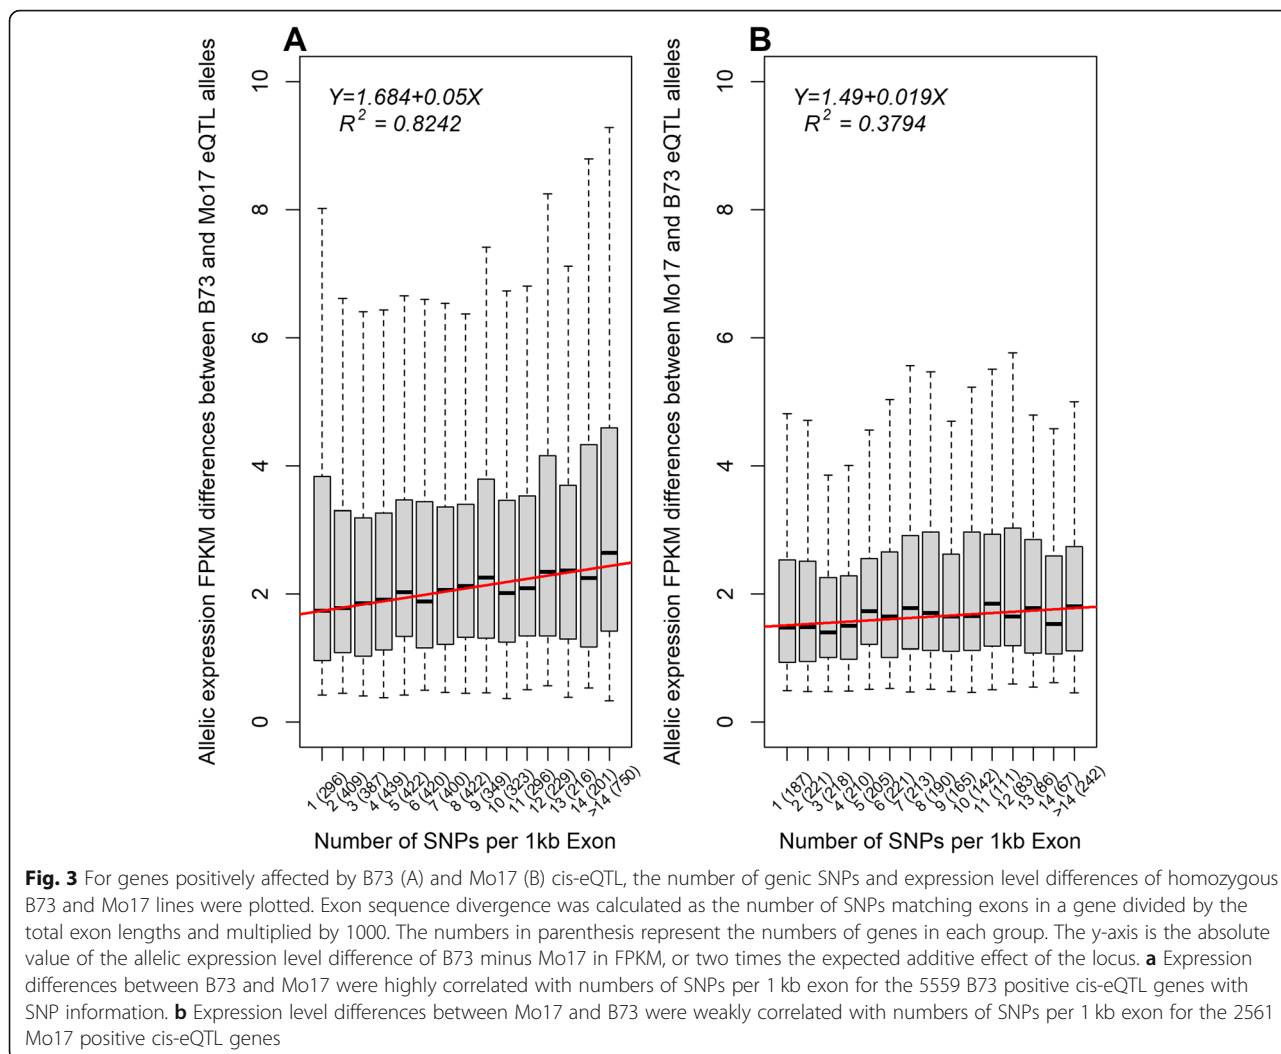 A
Allelic expression FPKM differences between B73 and Mo17 eQTL alleles
10
8
6
4
2
0
Y=1.684+0.05X
R² = 0.8242
1 (296)
2 (409)
3 (387)
4 (439)
5 (422)
6 (420)
7 (400)
8 (422)
9 (349)
10 (323)
11 (296)
12 (229)
13 (216)
14 (201)
>14 (750)
Number of SNPs per 1kb Exon
B
Allelic expression FPKM differences between Mo17 and B73 eQTL alleles
10
8
6
4
2
0
Y=1.49+0.019X
R² = 0.3794
1 (187)
2 (221)
3 (218)
4 (210)
5 (205)
6 (221)
7 (213)
8 (190)
9 (165)
10 (142)
11 (111)
12 (83)
13 (86)
14 (67)
>14 (242)
Number of SNPs per 1kb Exon
Fig. 3 For genes positively affected by B73 (A) and Mo17 (B) cis-eQTL, the number of genic SNPs and expression level differences of homozygous
B73 and Mo17 lines were plotted. Exon sequence divergence was calculated as the number of SNPs matching exons in a gene divided by the
total exon lengths and multiplied by 1000. The numbers in parenthesis represent the numbers of genes in each group. The y-axis is the absolute
value of the allelic expression level difference of B73 minus Mo17 in FPKM, or two times the expected additive effect of the locus. a Expression
differences between B73 and Mo17 were highly correlated with numbers of SNPs per 1 kb exon for the 5559 B73 positive cis-eQTL genes with
SNP information. b Expression level differences between Mo17 and B73 were weakly correlated with numbers of SNPs per 1 kb exon for the 2561
Mo17 positive cis-eQTL genes